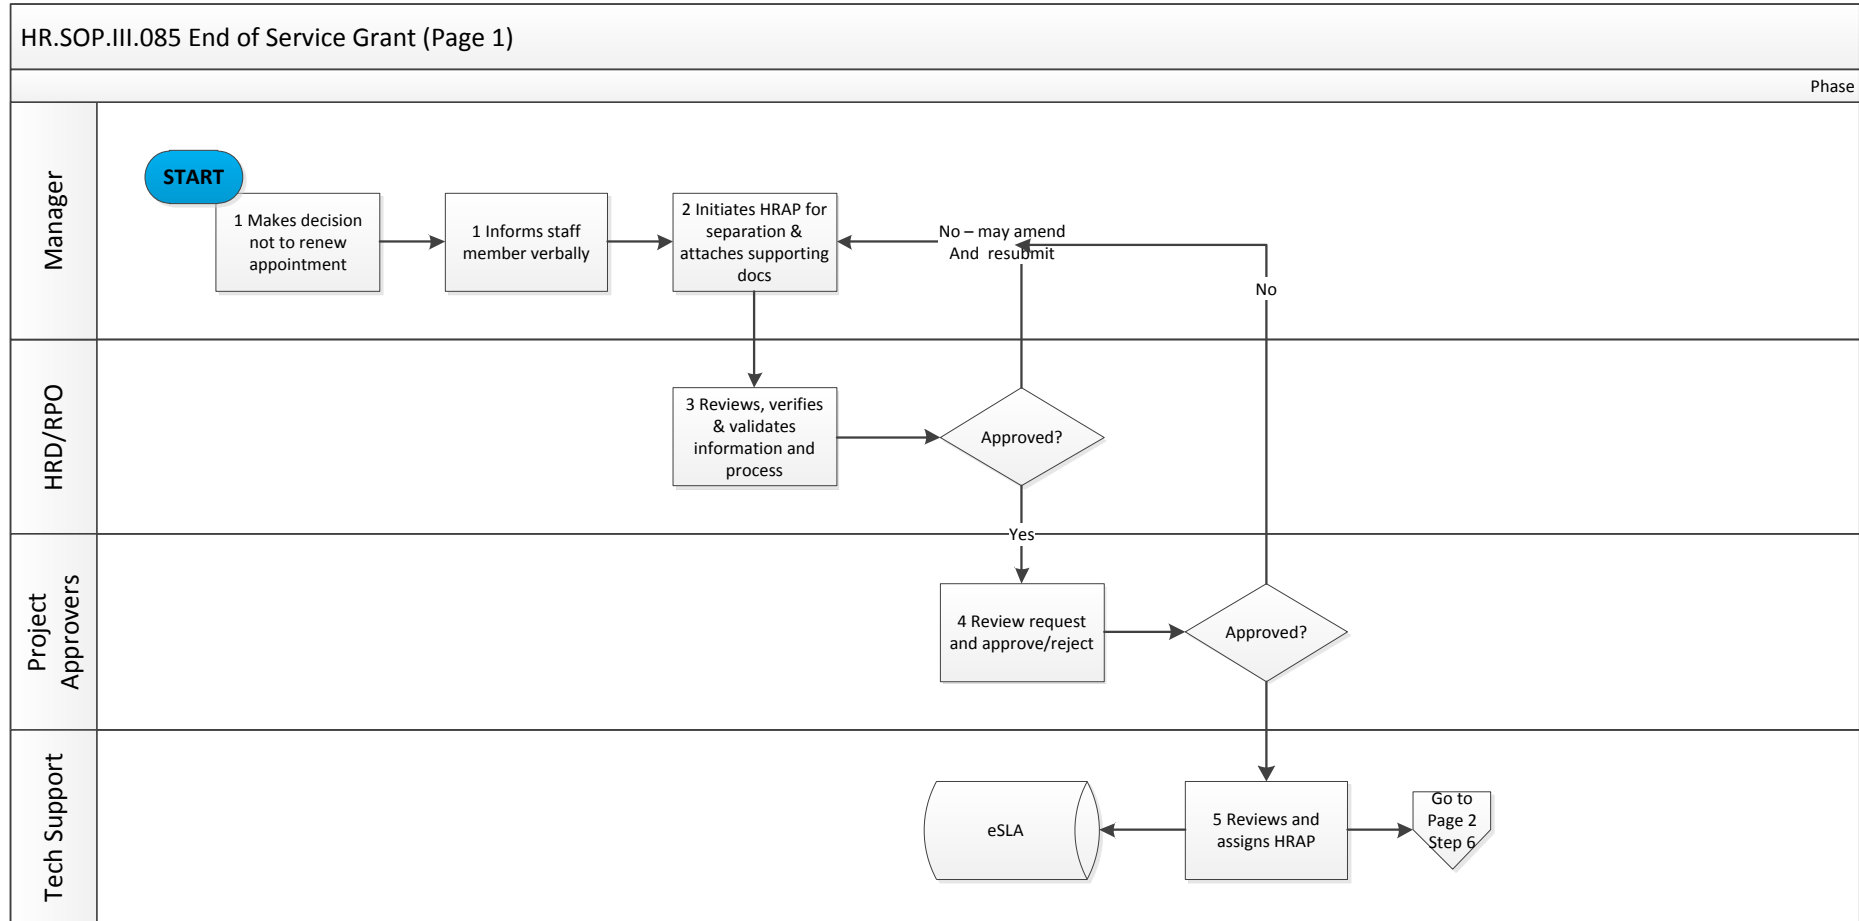 HR.SOP.III.085 End of Service Grant (Page 1)
Phase
Manager
START
1 Makes decision
not to renew
appointment
1 Informs staff
member verbally
2 Initiates HRAP for
separation &
attaches supporting
docs
No – may amend
And resubmit
No
HRD/RPO
3 Reviews, verifies
& validates
information and
process
Approved?
Yes
Project
Approvers
4 Review request
and approve/reject
Approved?
Tech Support
eSLA
5 Reviews and
assigns HRAP
Go to
Page 2
Step 6